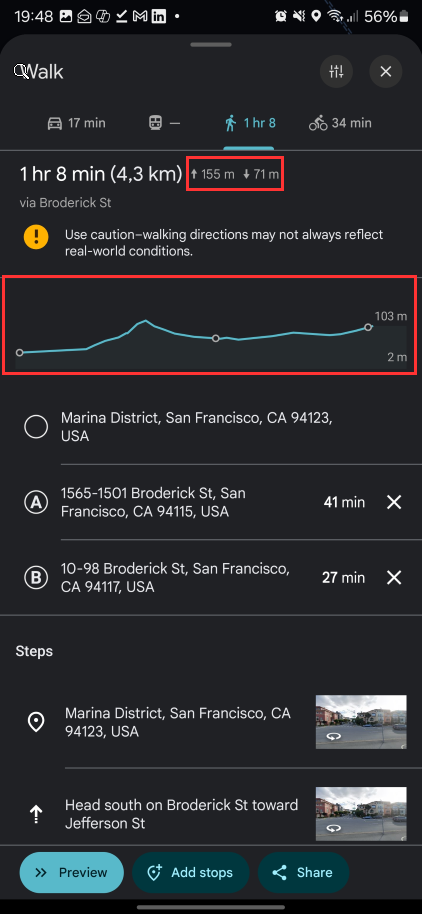 19:48
56%
Walk
17 min
—
1 hr 8
34 min
1 hr 8 min (4,3 km)
155 m
71 m
via Broderick St
Use caution–walking directions may not always reflect
real-world conditions.
103 m
2 m
Marina District, San Francisco, CA 94123,
USA
A
1565-1501 Broderick St, San
Francisco, CA 94115, USA
41 min
B
10-98 Broderick St, San Francisco,
CA 94117, USA
27 min
Steps
Marina District, San Francisco, CA
94123, USA
Head south on Broderick St toward
Jefferson St
Preview
Add stops
Share